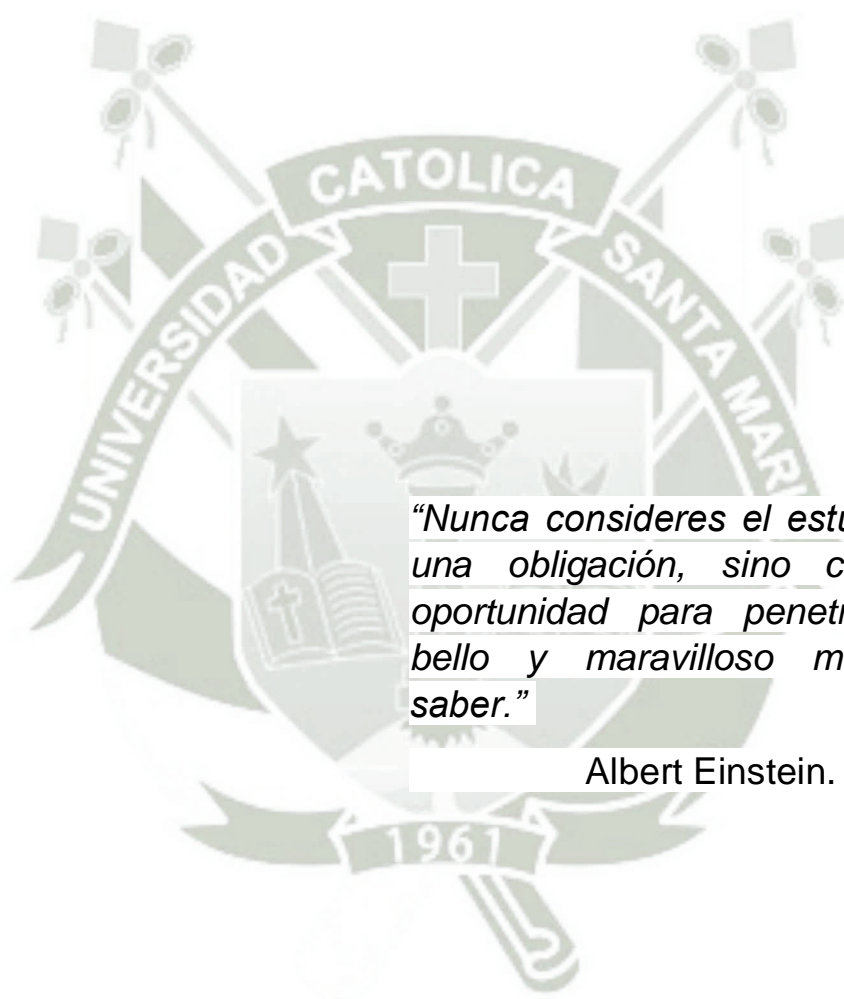 CATOLICA
UNIVERSIDAD
SANTA
“Nunca consideres el
una obligación, sino
oportunidad para
bello y maravilloso
saber.”
Albert Einstein.
1961